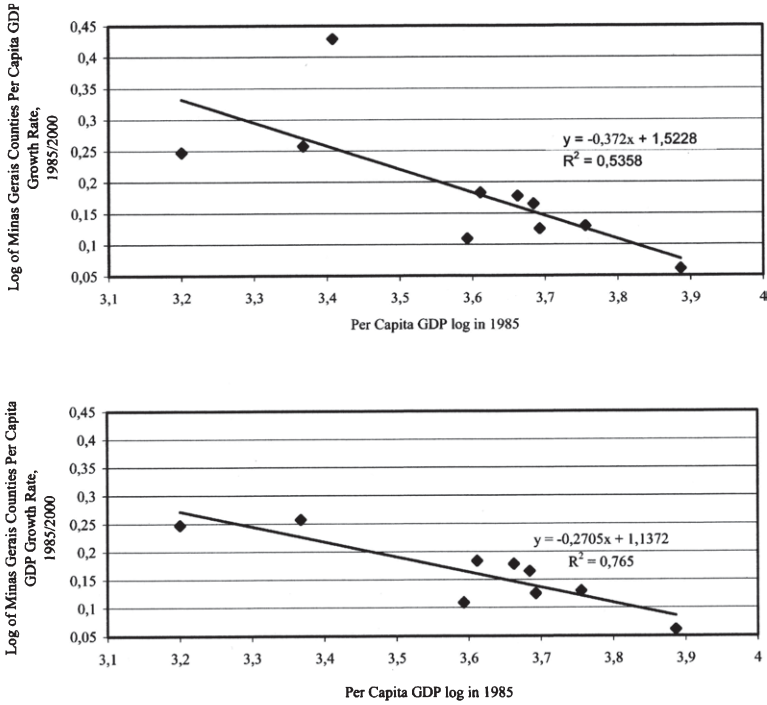 Log of Minas Gerais Counties Per Capita GDP
Growth Rate,
1985/2000
0,45
0,4
0,35
0,3
0,25
0,2
0,15
0,1
0,05
y = -0,372x + 1,5228
R² = 0,5358
3,1 3,2 3,3 3,4 3,5 3,6 3,7 3,8 3,9 4
Per Capita GDP log in 1985
Log of Minas Gerais Counties Per Capita
GDP Growth Rate,
1985/2000
0,45
0,4
0,35
0,3
0,25
0,2
0,15
0,1
0,05
y = -0,2705x + 1,1372
R² = 0,765
3,1 3,2 3,3 3,4 3,5 3,6 3,7 3,8 3,9 4
Per Capita GDP log in 1985